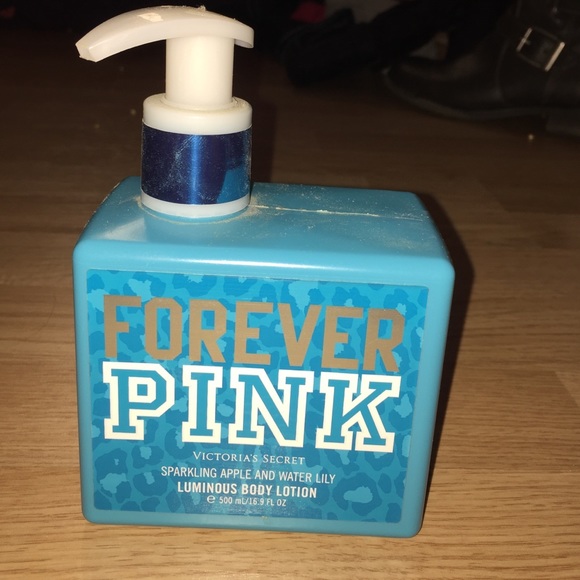 FOREVER
PINK
VICTORIA'S SECRET
SPARKLING APPLE AND WATER LILY
LUMINOUS BODY LOTION
℮ 500 mL/16.9 FL OZ